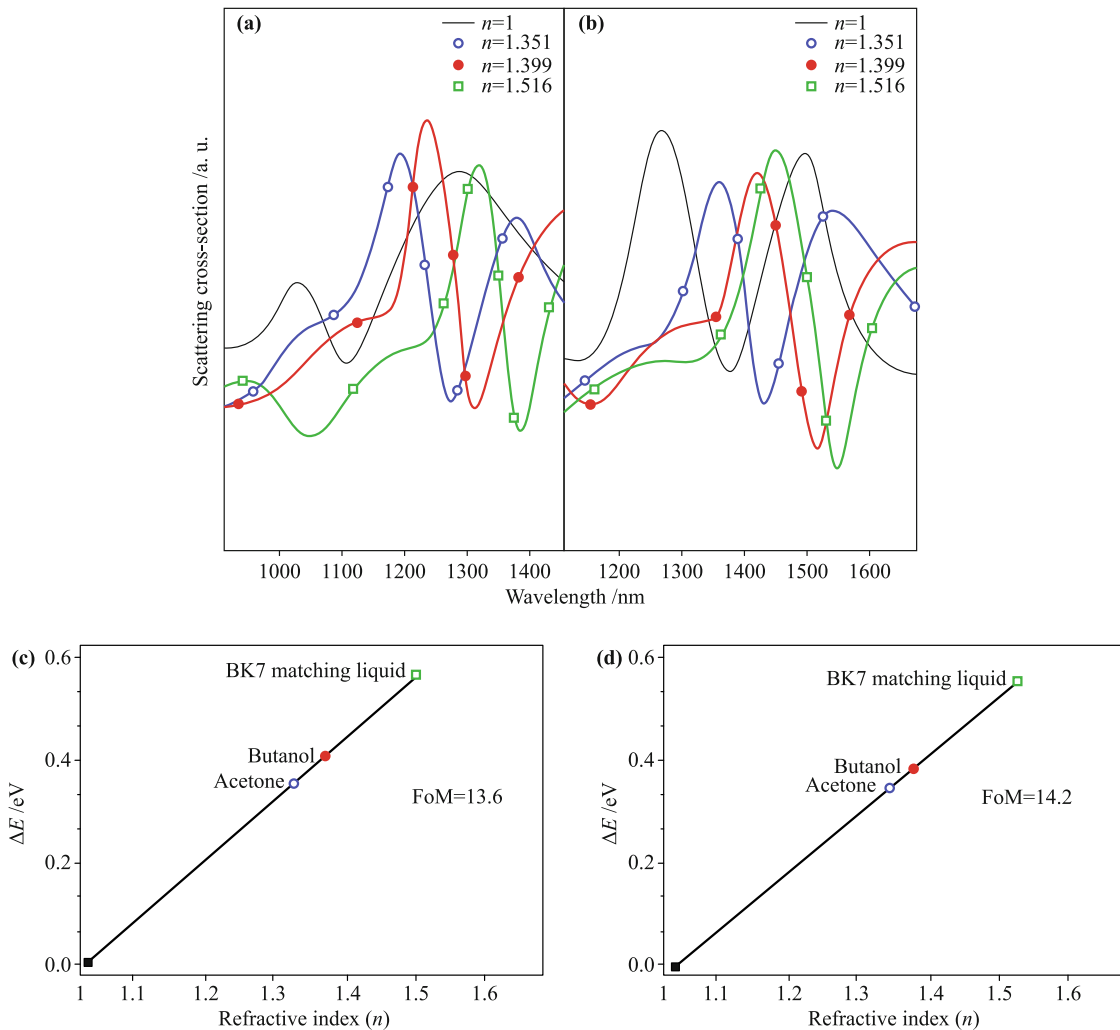 (a)
n=1
n=1.351
n=1.399
n=1.516
(b)
n=1
n=1.351
n=1.399
n=1.516
Scattering cross-section /a. u.
1000 1100 1200 1300 1400
1200 1300 1400 1500 1600
Wavelength /nm
(c)
0.6
0.4
0.2
0.0
ΔE /eV
BK7 matching liquid
Butanol
Acetone
FoM=13.6
1 1.1 1.2 1.3 1.4 1.5 1.6
Refractive index (n)
(d)
0.6
0.4
0.2
0.0
ΔE /eV
BK7 matching liquid
Butanol
Acetone
FoM=14.2
1 1.1 1.2 1.3 1.4 1.5 1.6
Refractive index (n)